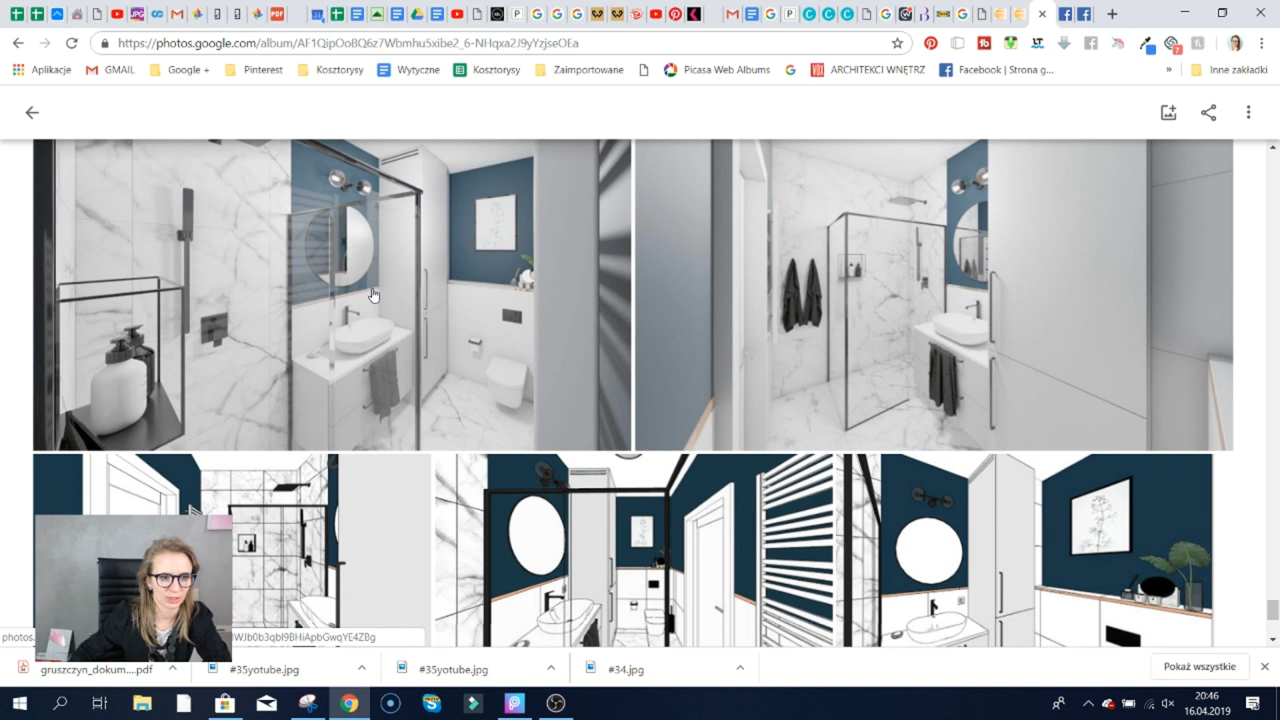 https://photos.google.com/album/AF1QipOoBQ6z7Wbmhu5xibe2_6-NHqxa2J9yYzjseOEa
Aplikacje
GMAIL
Google +
Pinterest
Kosztorysy
Wytyczne
Kosztorysy
Zaimportowane
Picasa Web Albums
ARCHITEKCI WNĘTRZ
Facebook | Strona g...
»
Inne zakładki
gruszczyn_dokum....pdf
#35yotube.jpg
#35yotube.jpg
#34.jpg
Pokaż wszystkie
20:46
16.04.2019